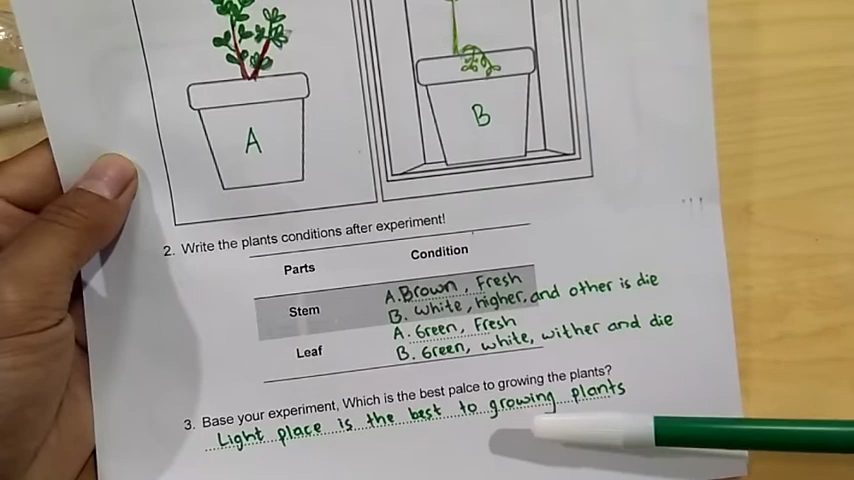 A
B
2. Write the plants conditions after experiment!
Parts Condition
Stem A. Brown, Fresh
B. white, higher, and other is die
Leaf A. Green, Fresh
B. Green, white, wither and die
3. Base your experiment, Which is the best palce to growing the plants?
Light place is the best to growing plants